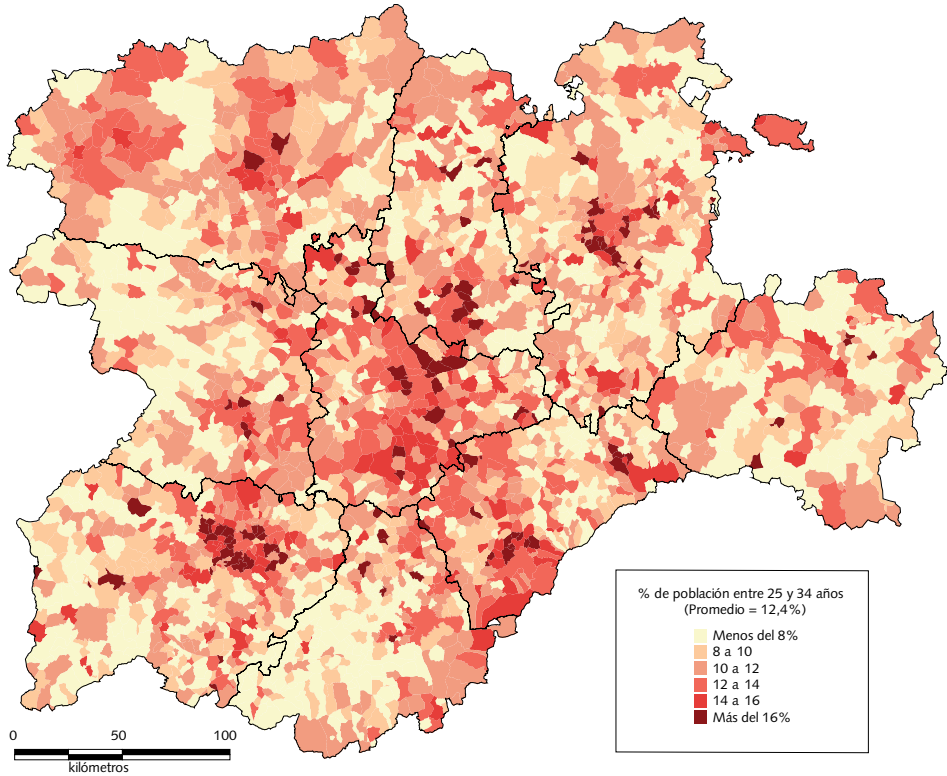 % de población entre 25 y 34 años
(Promedio = 12,4%)
Menos del 8%
8 a 10
10 a 12
12 a 14
14 a 16
Más del 16%
0 50 100
kilómetros